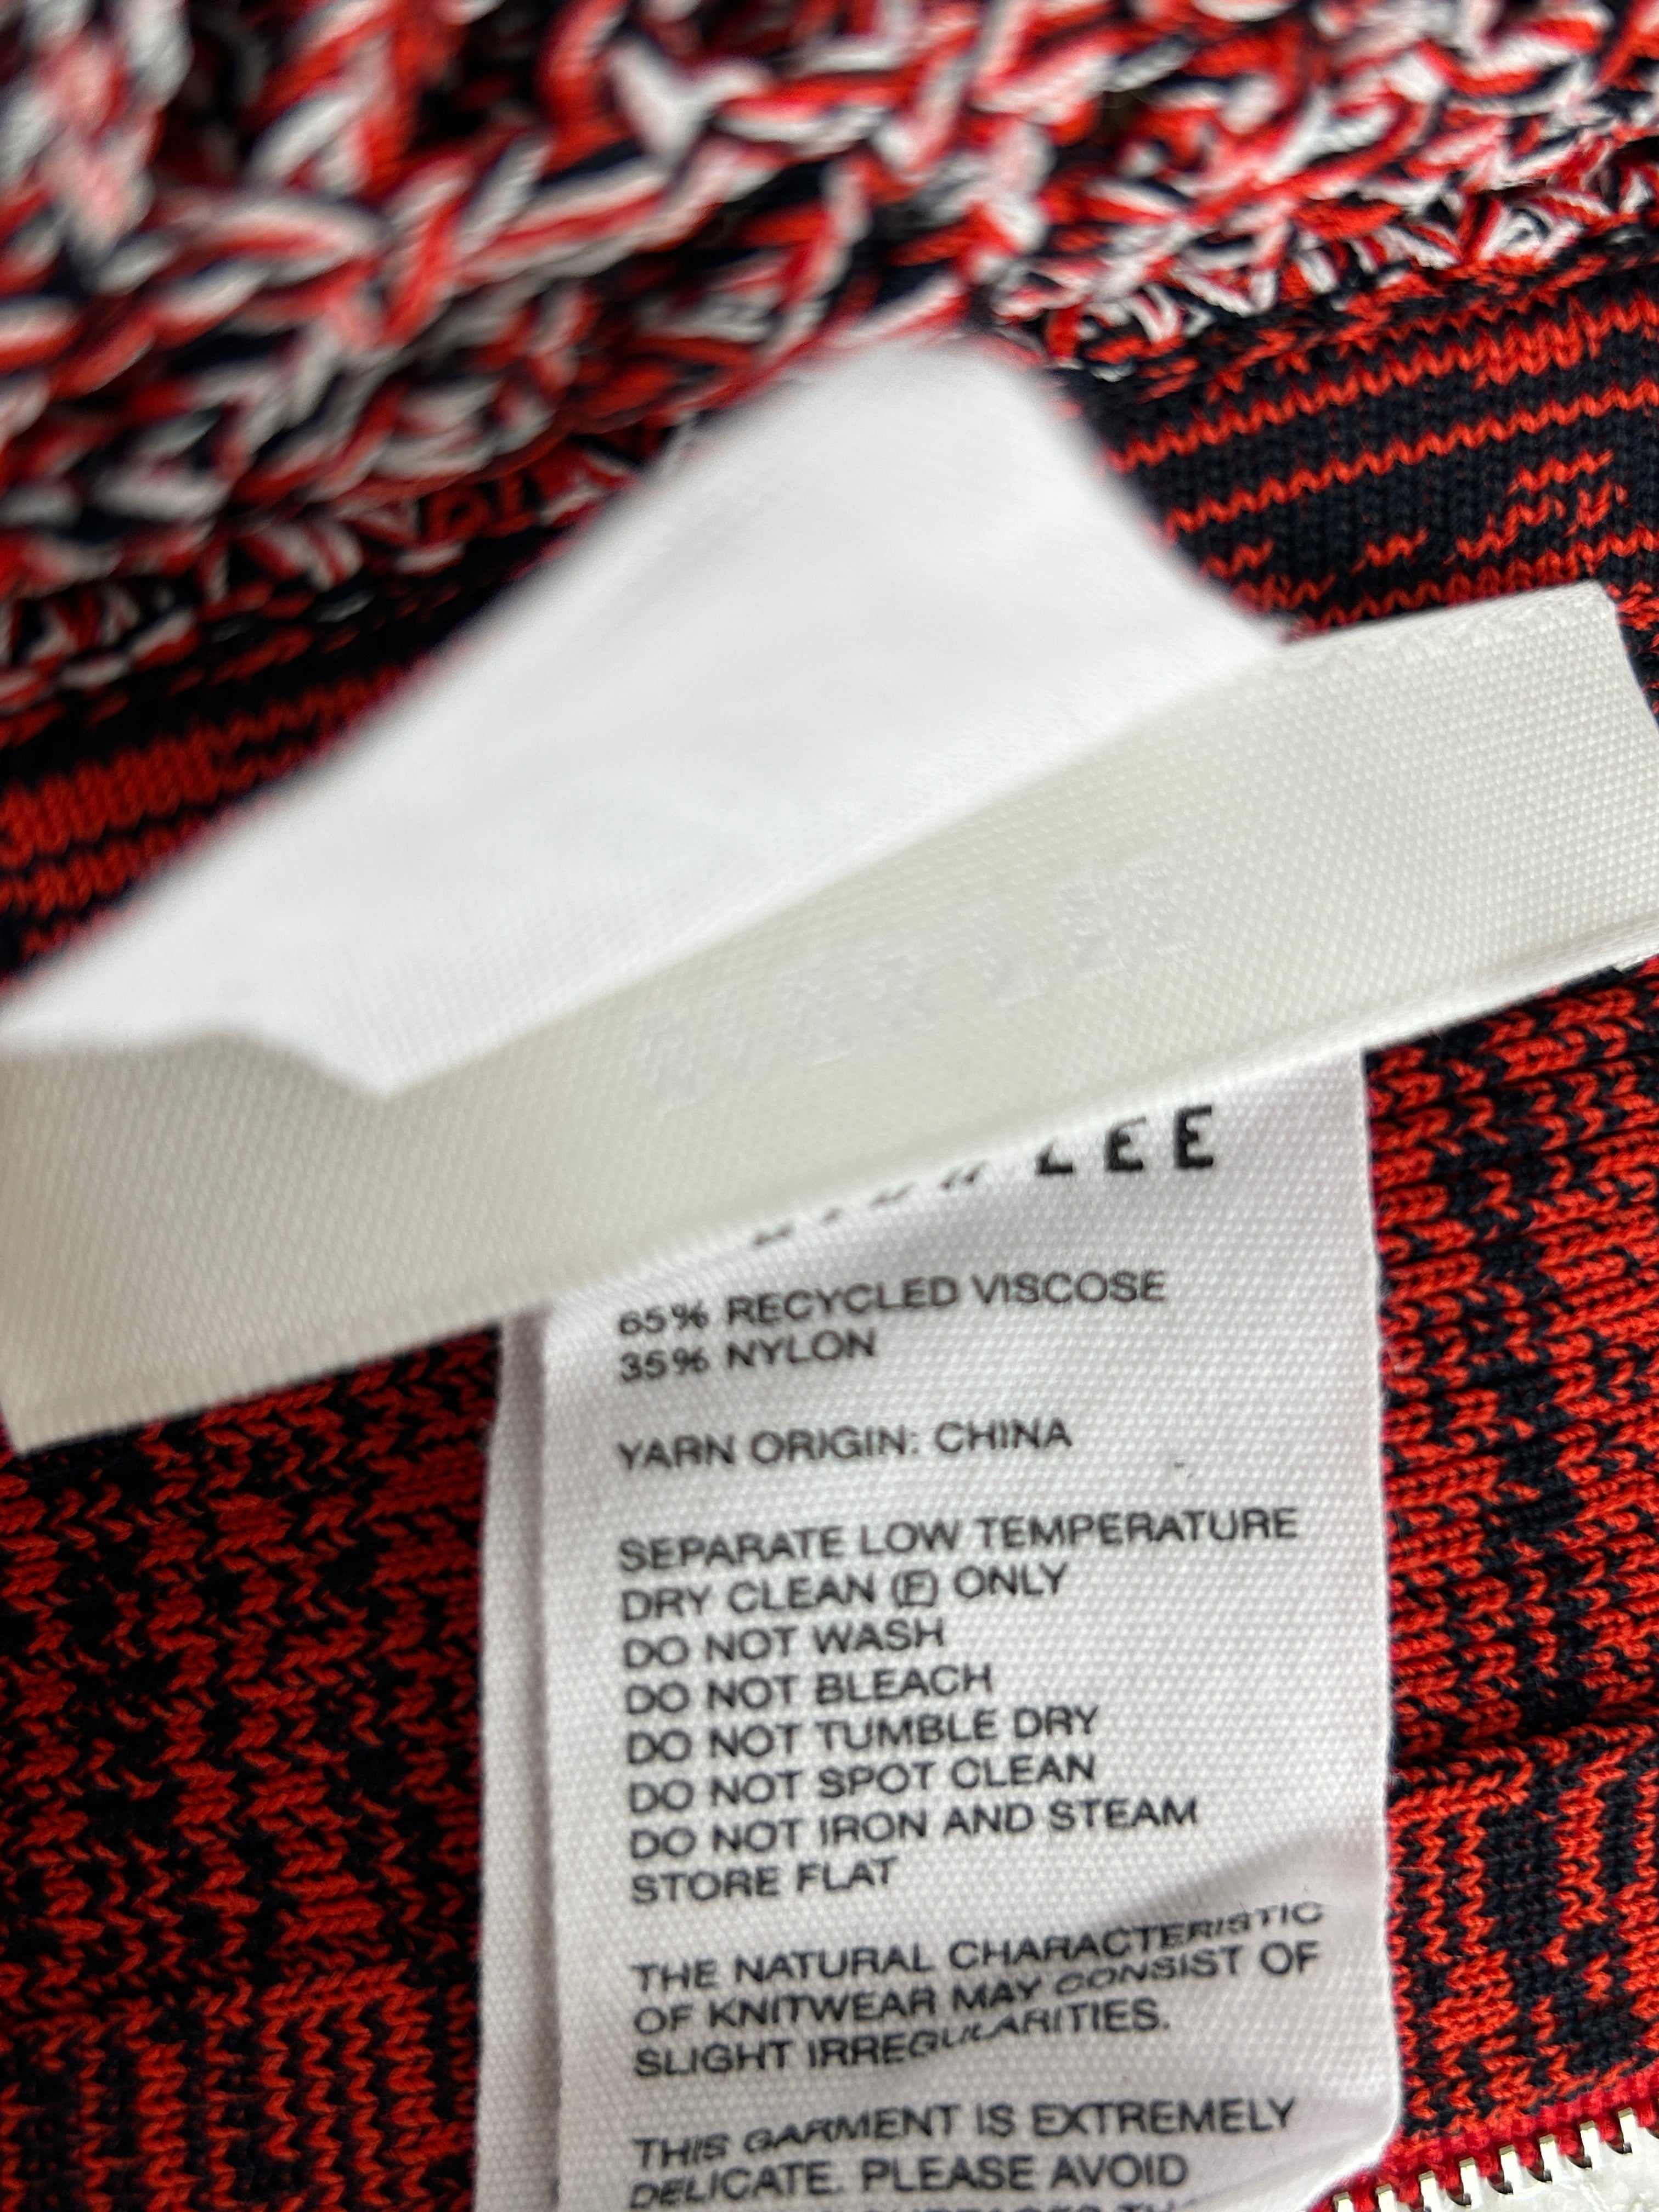 LEE
65% RECYCLED VISCOSE
35% NYLON
YARN ORIGIN: CHINA
SEPARATE LOW TEMPERATURE
DRY CLEAN (F) ONLY
DO NOT WASH
DO NOT BLEACH
DO NOT TUMBLE DRY
DO NOT SPOT CLEAN
DO NOT IRON AND STEAM
STORE FLAT
THE NATURAL CHARACTERISTIC
OF KNITWEAR MAY CONSIST OF
SLIGHT IRREGULARITIES.
THIS GARMENT IS EXTREMELY
DELICATE. PLEASE AVOID